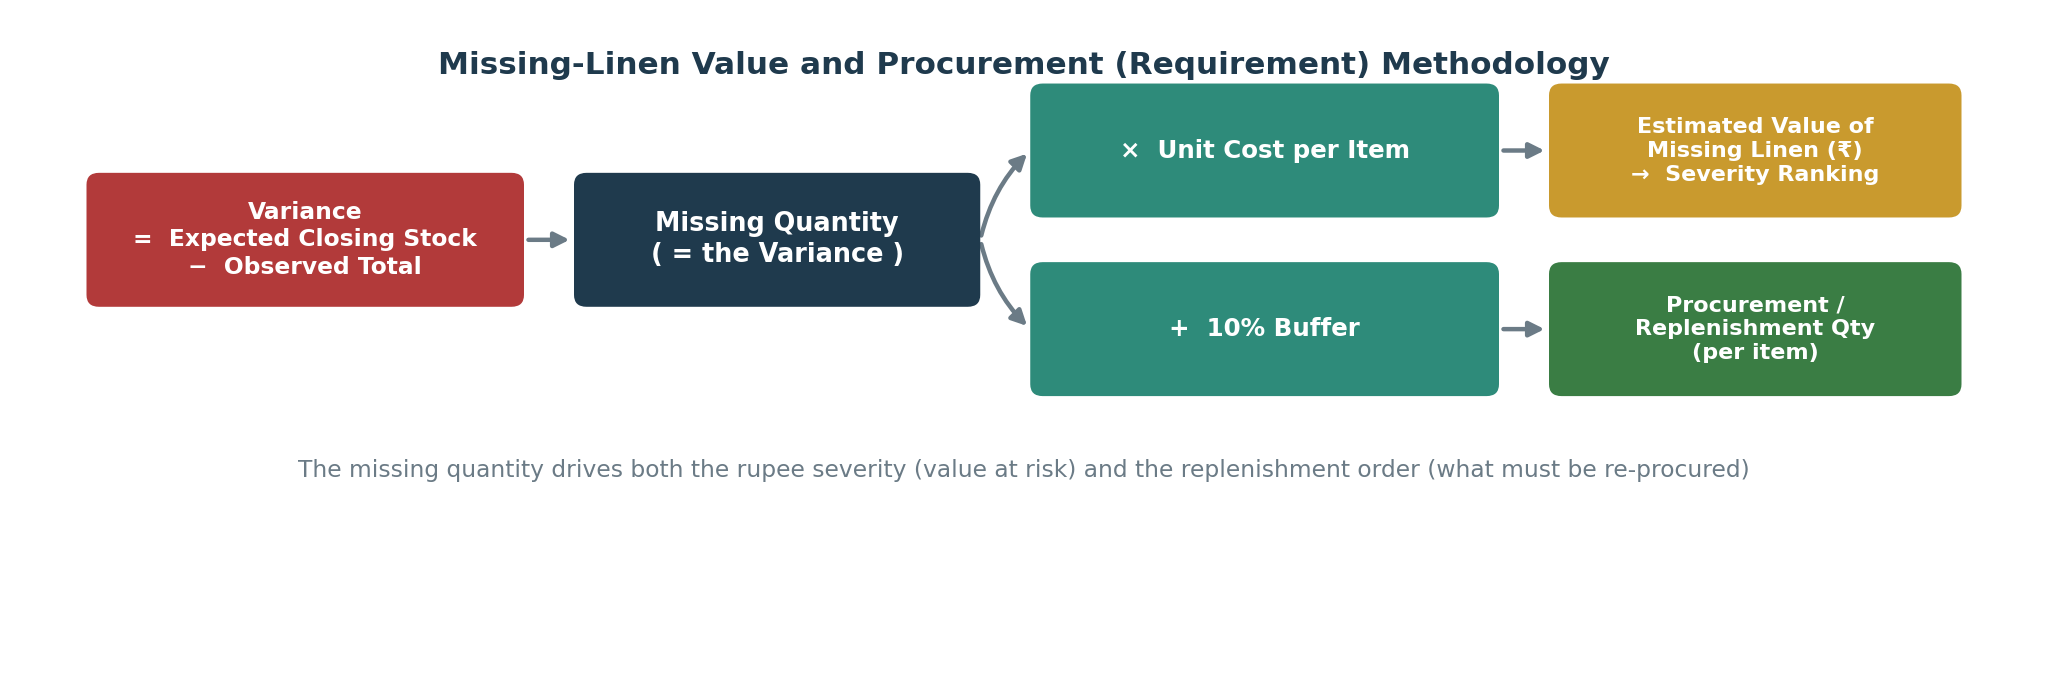 Missing-Linen Value and Procurement (Requirement) Methodology
Variance
= Expected Closing Stock
− Observed Total
Missing Quantity
( = the Variance )
× Unit Cost per Item
Estimated Value of
Missing Linen (₹)
→ Severity Ranking
+ 10% Buffer
Procurement /
Replenishment Qty
(per item)
The missing quantity drives both the rupee severity (value at risk) and the replenishment order (what must be re-procured)